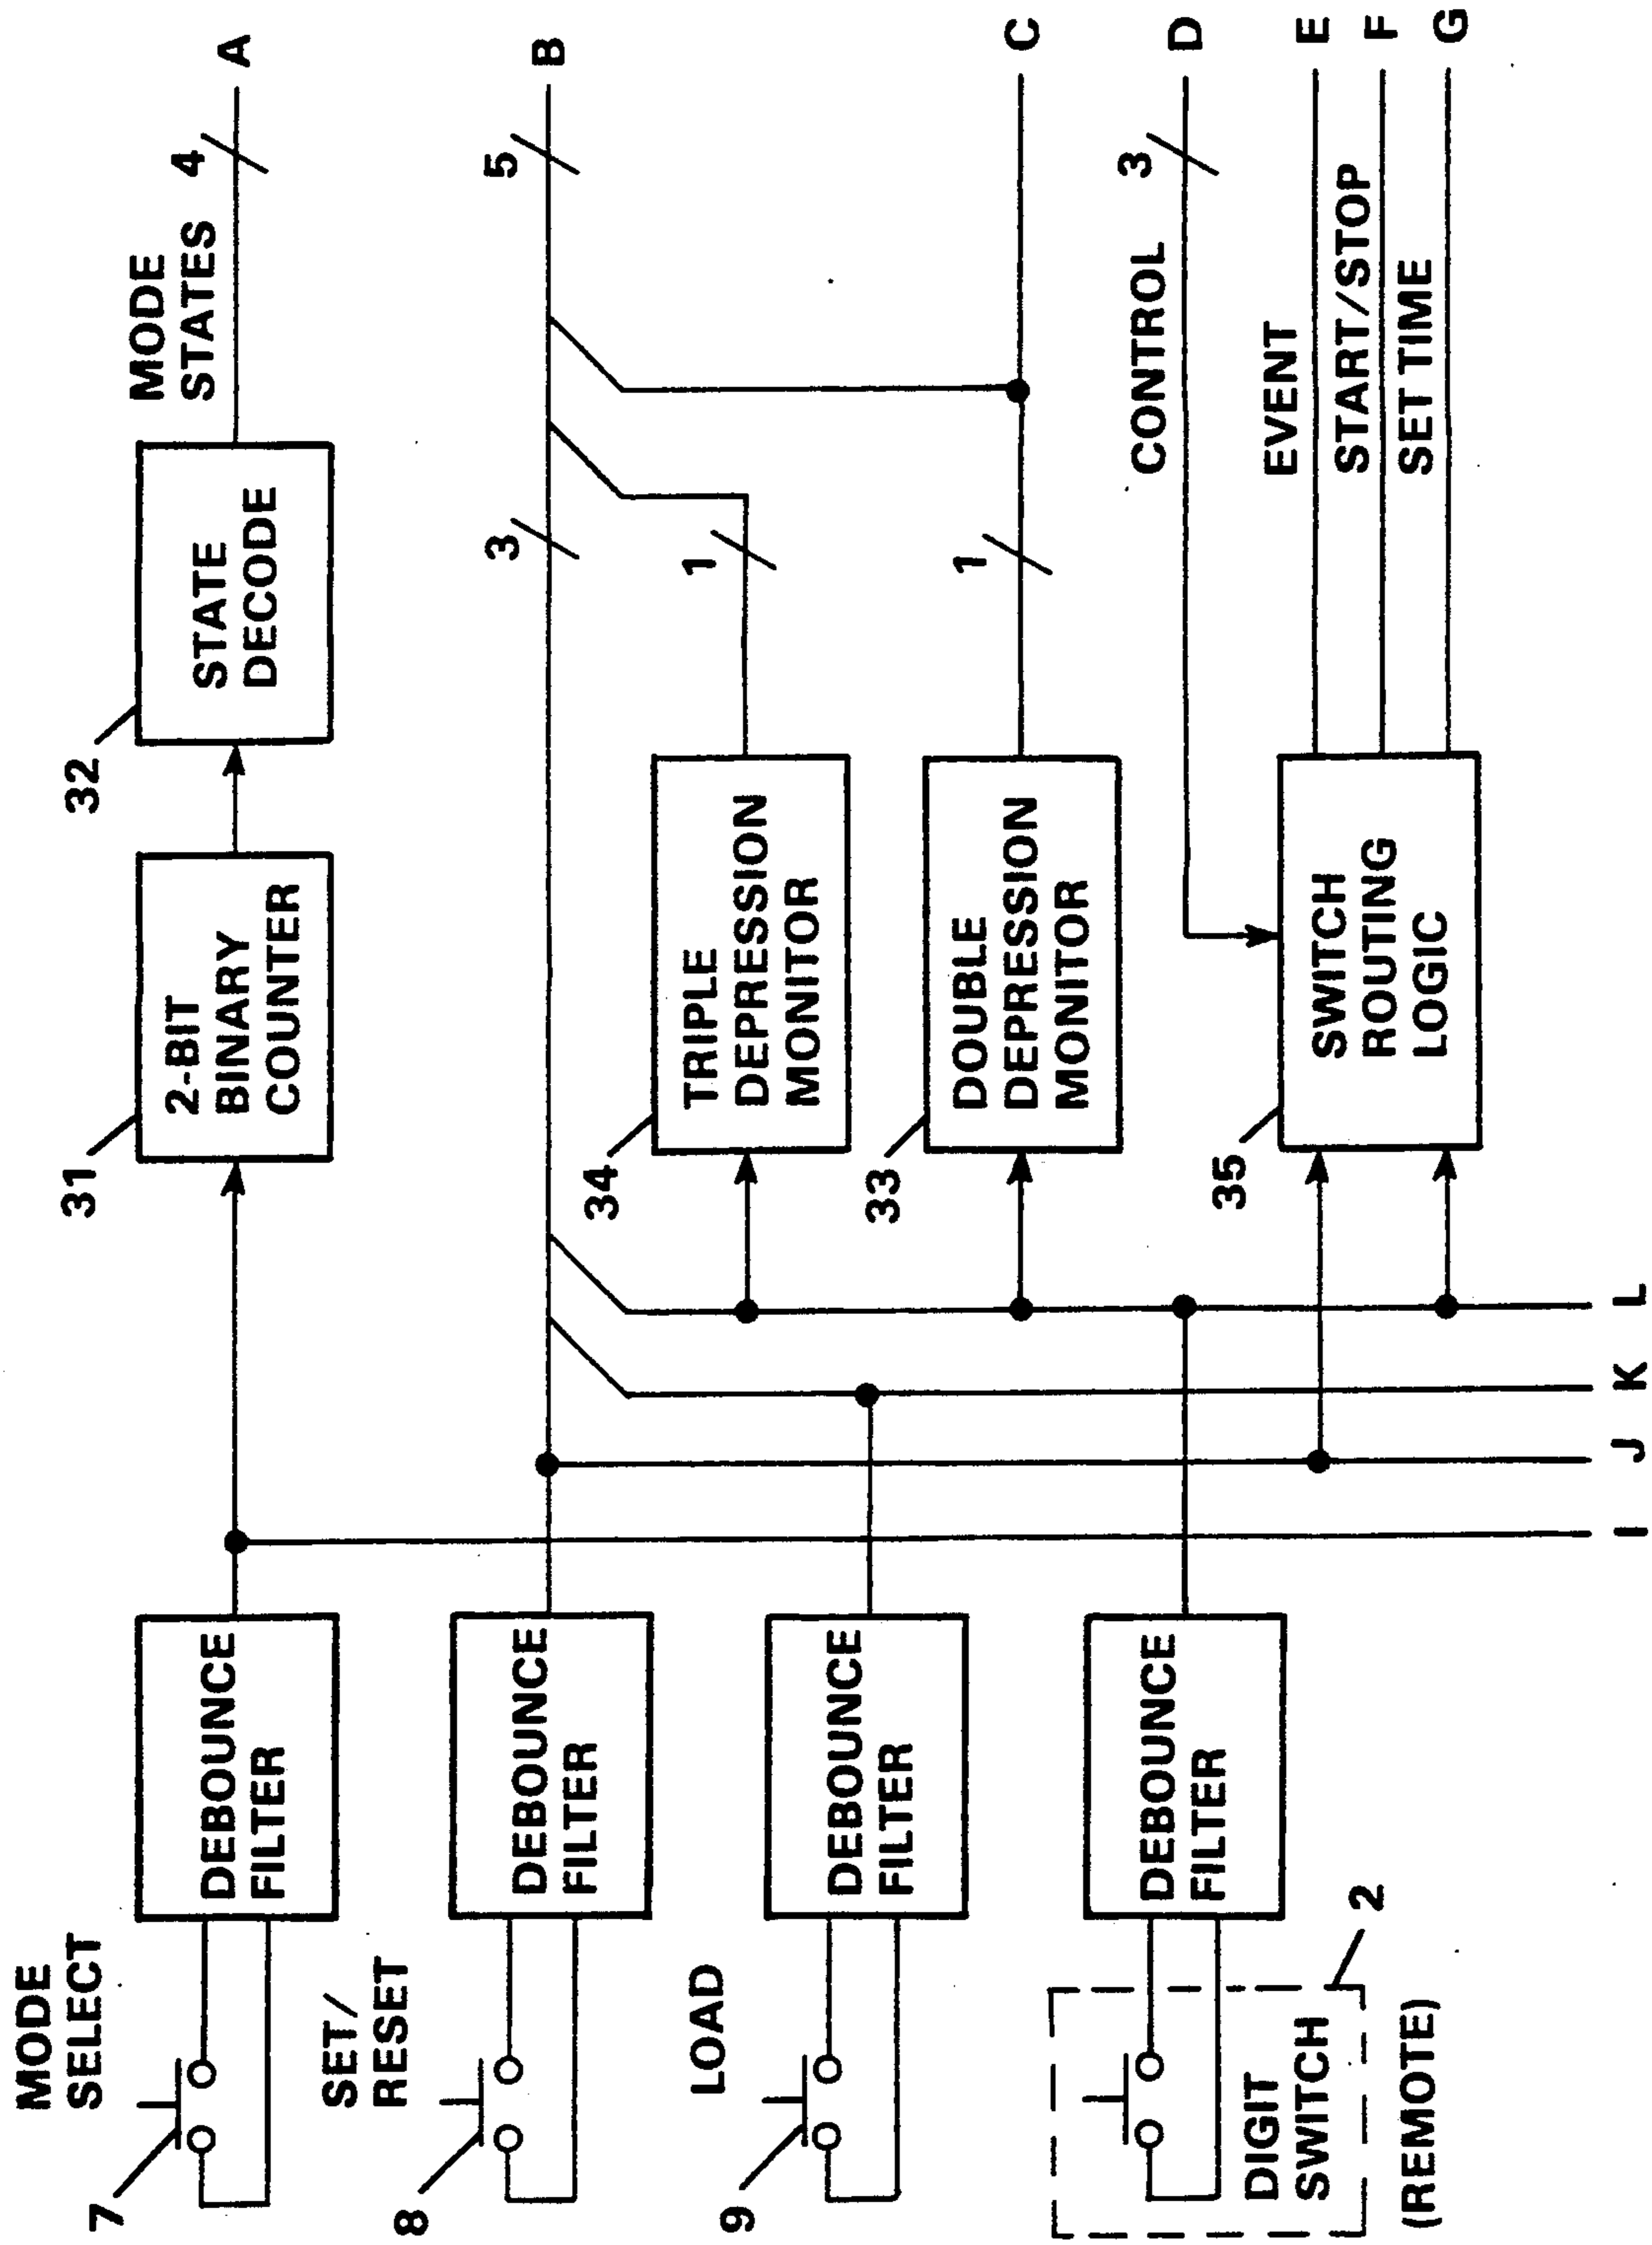 MODE
SELECT
7
DEBOUNCE
FILTER
31
2-BIT
BINARY
COUNTER
32
STATE
DECODE
MODE
STATES
4
A
SET/
RESET
8
DEBOUNCE
FILTER
3
5
B
LOAD
9
DEBOUNCE
FILTER
34
TRIPLE
DEPRESSION
MONITOR
1
33
DOUBLE
DEPRESSION
MONITOR
1
C
DIGIT
SWITCH
(REMOTE)
2
DEBOUNCE
FILTER
35
SWITCH
ROUTING
LOGIC
CONTROL
3
D
EVENT
E
START/STOP
F
SET TIME
G
I
J
K
L